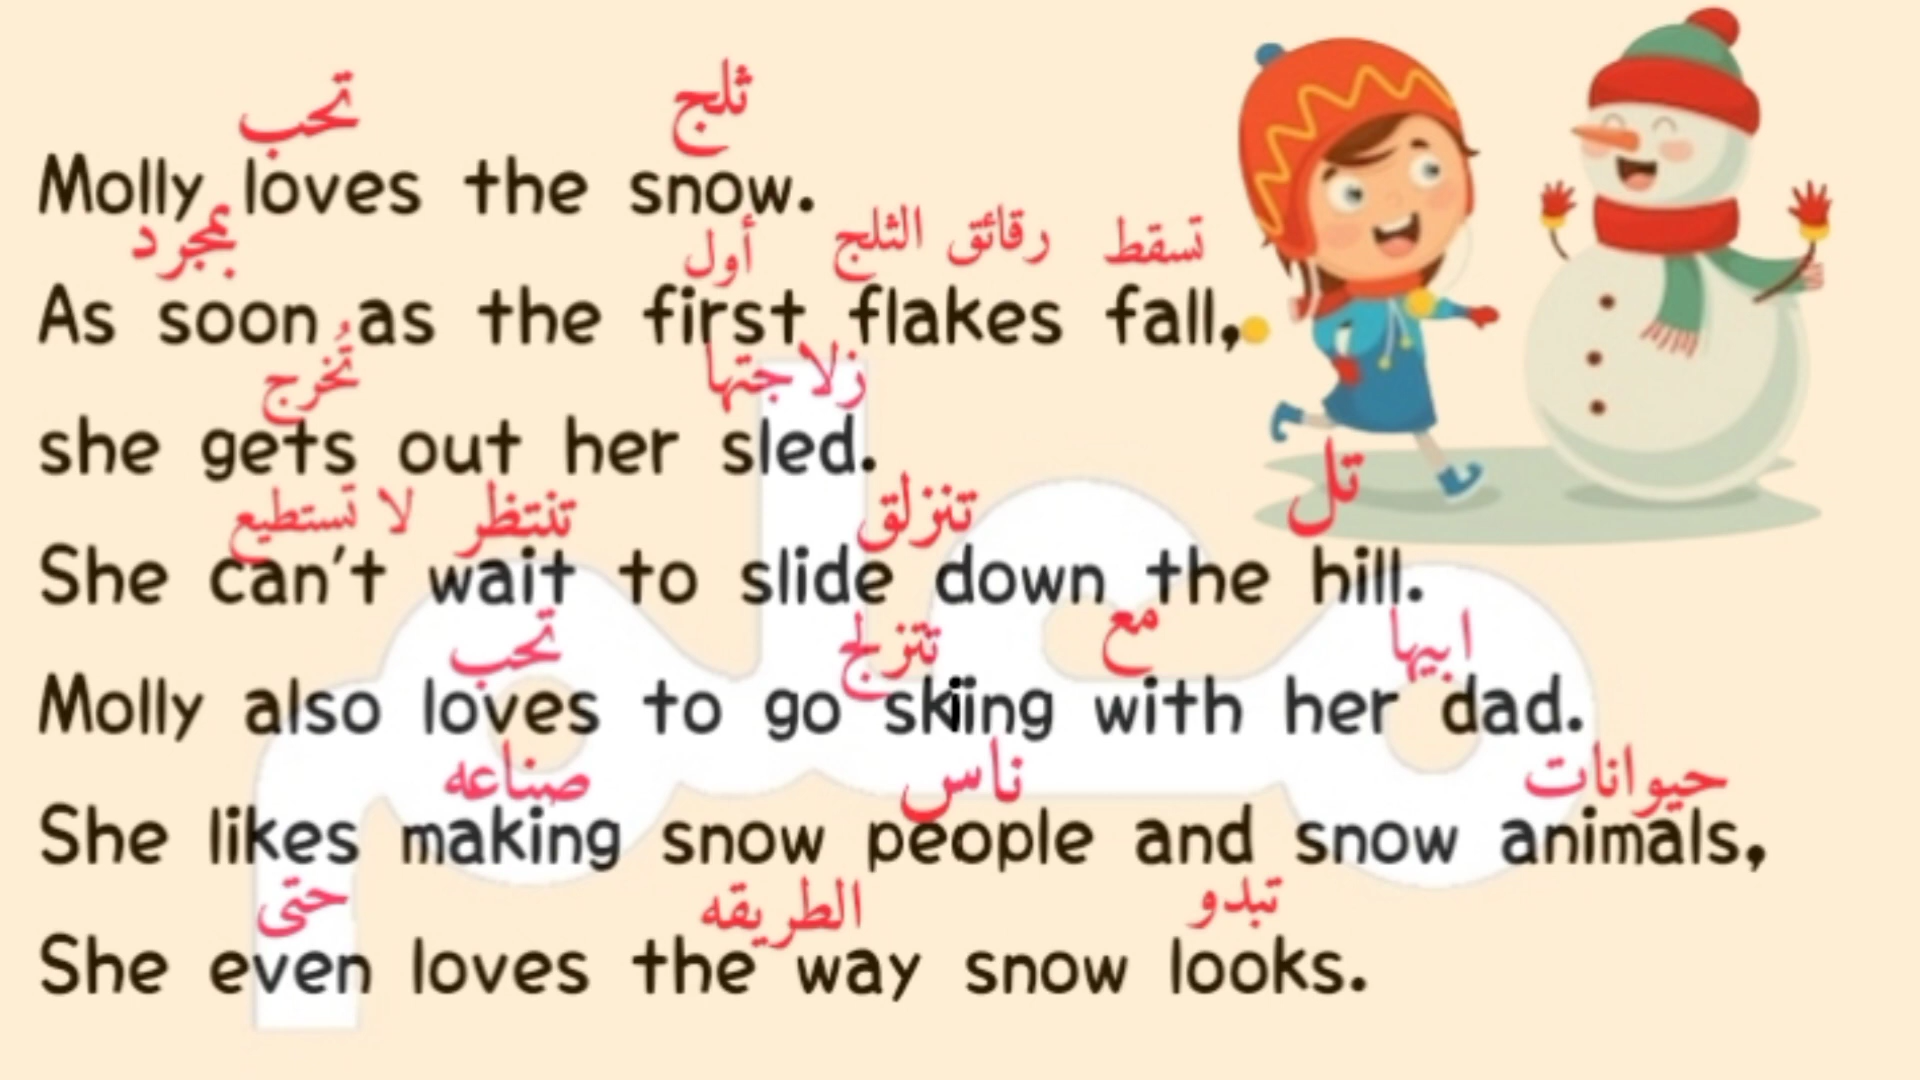 تحب ثلج
Molly loves the snow.
بمجرد أول رقائق الثلج تسقط
As soon as the first flakes fall,
تُخرج زلاجتها
she gets out her sled.
لا تستطيع تنتظر تنزلق تل
She can't wait to slide down the hill.
تحب تتزلج مع ابيها
Molly also loves to go skiing with her dad.
صناعه ناس حيوانات
She likes making snow people and snow animals,
حتى الطريقه تبدو
She even loves the way snow looks.